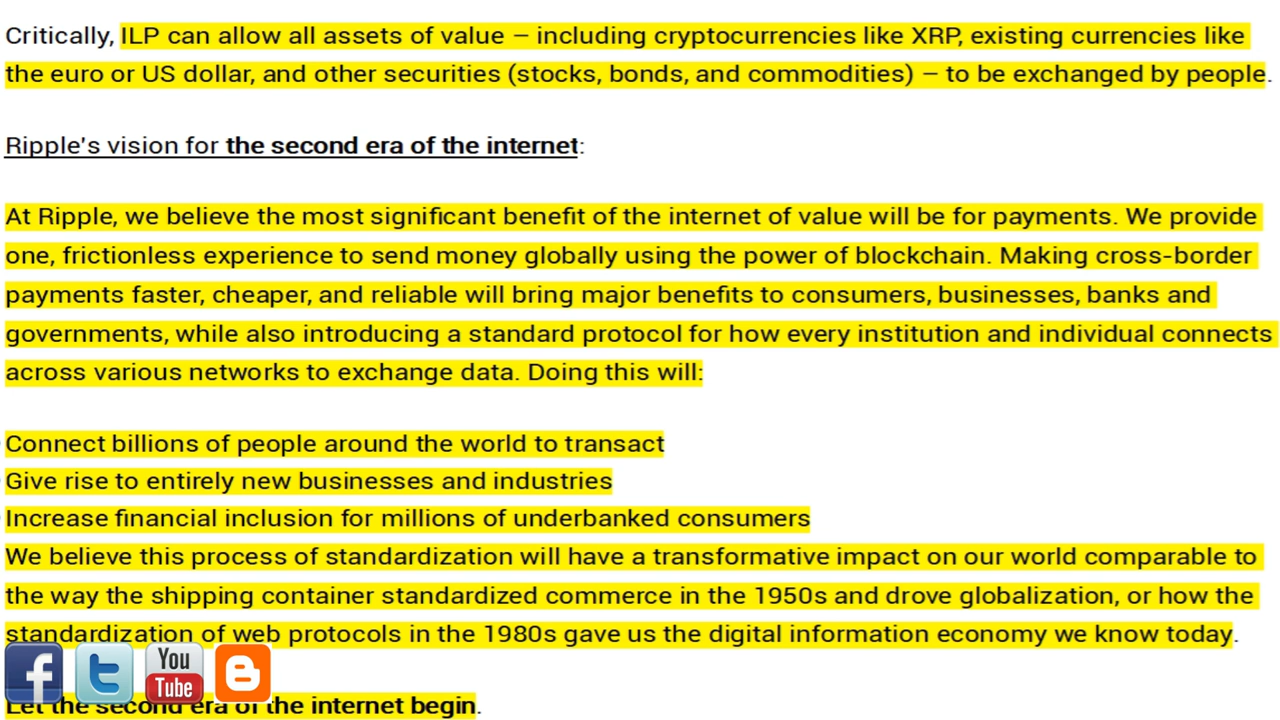 Critically, ILP can allow all assets of value – including cryptocurrencies like XRP, existing currencies like
the euro or US dollar, and other securities (stocks, bonds, and commodities) – to be exchanged by people.
Ripple's vision for the second era of the internet:
At Ripple, we believe the most significant benefit of the internet of value will be for payments. We provide
one, frictionless experience to send money globally using the power of blockchain. Making cross-border
payments faster, cheaper, and reliable will bring major benefits to consumers, businesses, banks and
governments, while also introducing a standard protocol for how every institution and individual connects
across various networks to exchange data. Doing this will:
Connect billions of people around the world to transact
Give rise to entirely new businesses and industries
Increase financial inclusion for millions of underbanked consumers
We believe this process of standardization will have a transformative impact on our world comparable to
the way the shipping container standardized commerce in the 1950s and drove globalization, or how the
standardization of web protocols in the 1980s gave us the digital information economy we know today.
You
Tube
Let the second era of the internet begin.